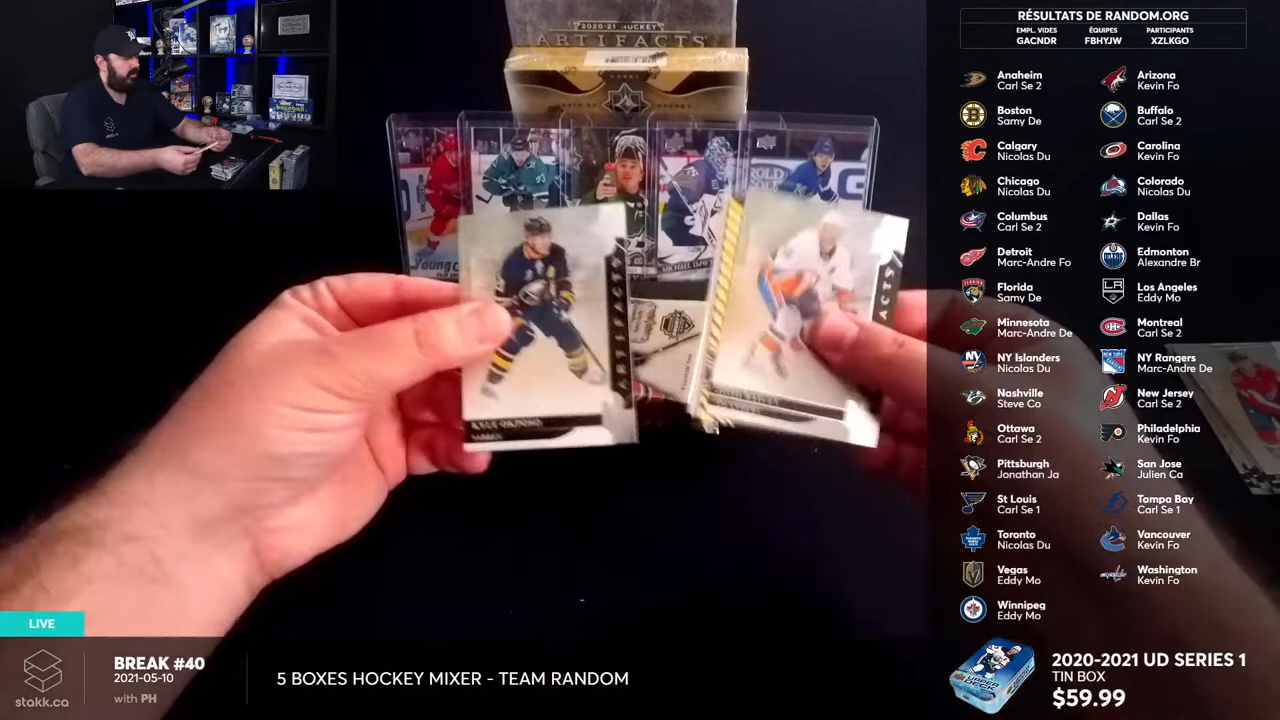 2020-21 HOCKEY
ARTIFACTS
RÉSULTATS DE RANDOM.ORG
EMPL. VIDES
GACNDR
ÉQUIPES
FBHYJW
PARTICIPANTS
XZLKGO
Anaheim
Carl Se 2
Arizona
Kevin Fo
Boston
Samy De
Buffalo
Carl Se 2
Calgary
Nicolas Du
Carolina
Kevin Fo
Chicago
Nicolas Du
Colorado
Nicolas Du
Columbus
Carl Se 2
Dallas
Kevin Fo
Detroit
Marc-Andre Fo
Edmonton
Alexandre Br
Florida
Samy De
Los Angeles
Eddy Mo
Minnesota
Marc-Andre De
Montreal
Carl Se 2
NY Islanders
Nicolas Du
NY Rangers
Marc-Andre De
Nashville
Steve Co
New Jersey
Carl Se 2
Ottawa
Carl Se 2
Philadelphia
Kevin Fo
Pittsburgh
Jonathan Ja
San Jose
Julien Ca
St Louis
Carl Se 1
Tampa Bay
Carl Se 1
Toronto
Nicolas Du
Vancouver
Kevin Fo
Vegas
Eddy Mo
Washington
Kevin Fo
Winnipeg
Eddy Mo
LIVE
stakk.ca
BREAK #40
2021-05-10
with PH
5 BOXES HOCKEY MIXER - TEAM RANDOM
2020-2021 UD SERIES 1
TIN BOX
$59.99